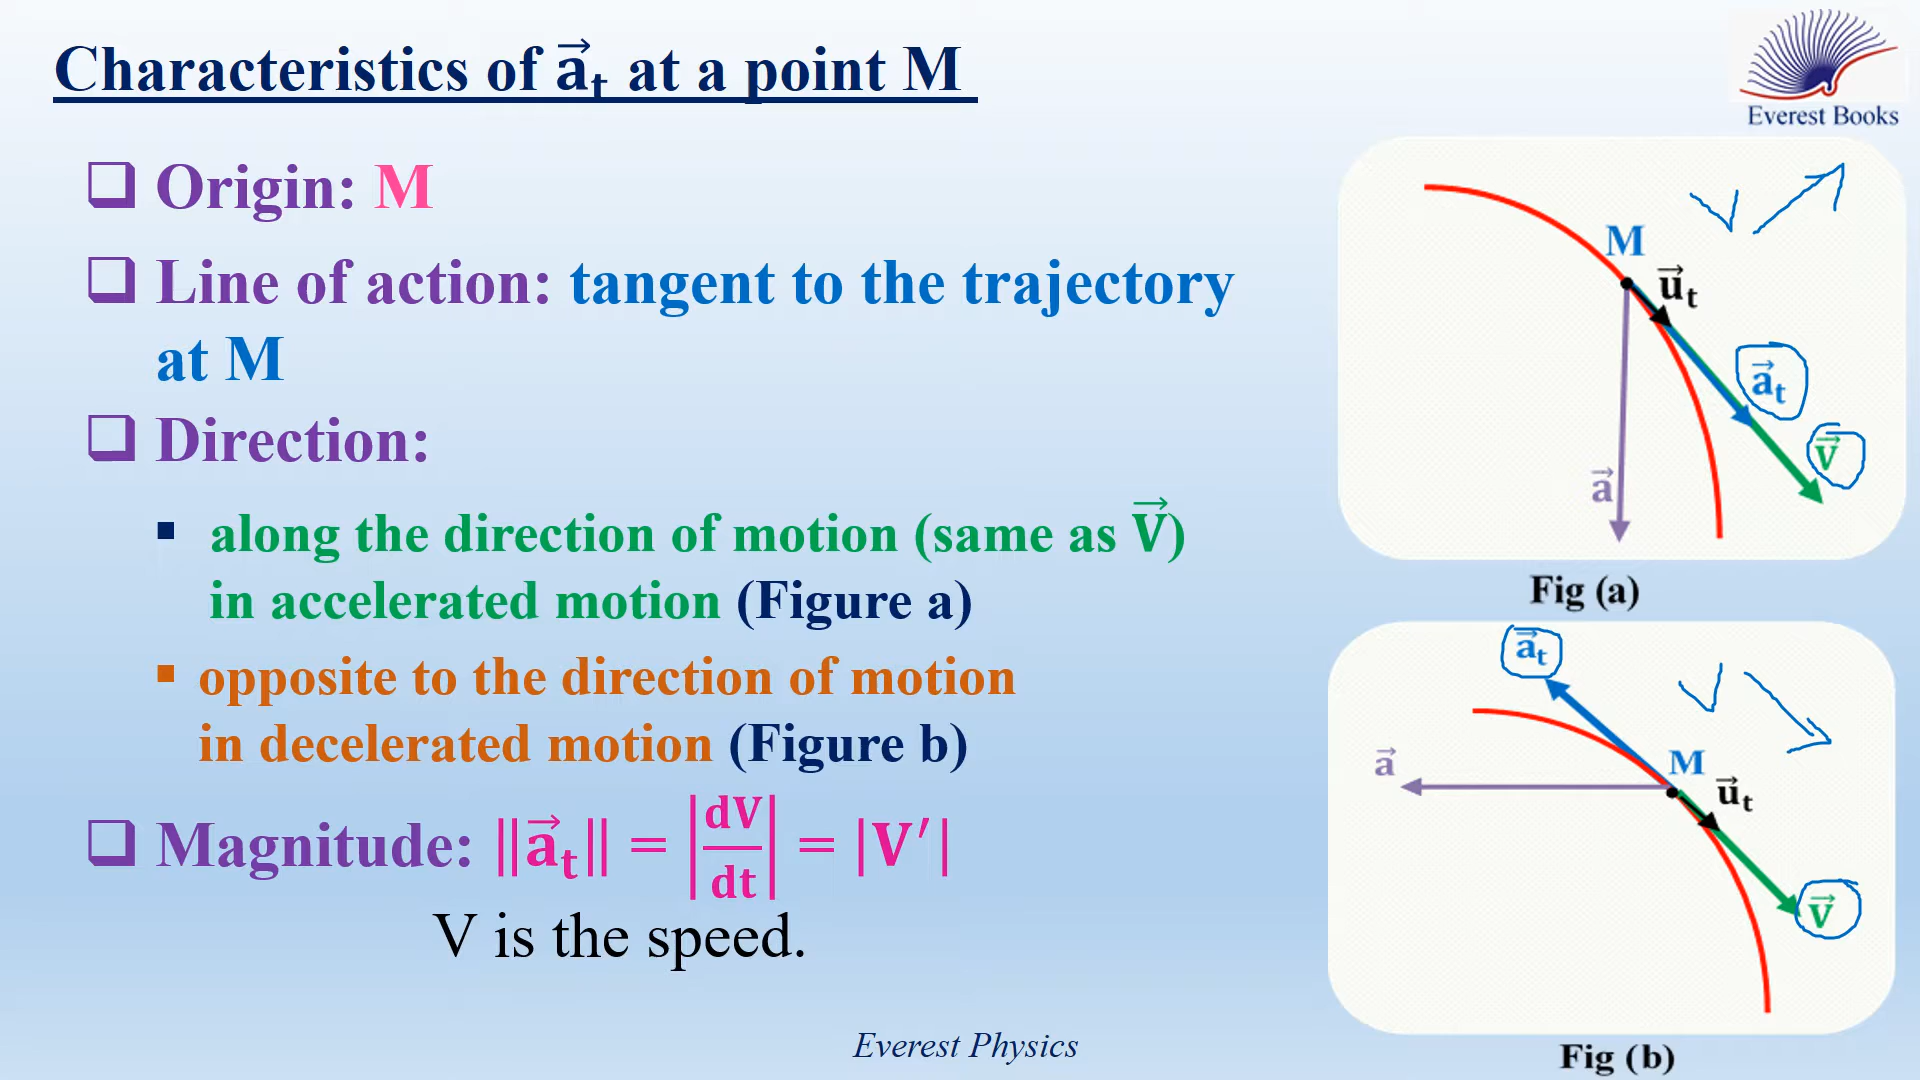 Characteristics of a⃗ₜ at a point M
Everest Books
❑ Origin: M
❑ Line of action: tangent to the trajectory
at M
❑ Direction:
▪ along the direction of motion (same as V⃗)
in accelerated motion (Figure a)
▪ opposite to the direction of motion
in decelerated motion (Figure b)
❑ Magnitude: ||a⃗ₜ|| = |dV/dt| = |V′|
V is the speed.
Everest Physics
V
M
u⃗ₜ
a⃗ₜ
V⃗
a⃗
Fig (a)
a⃗ₜ
V
a⃗
M
u⃗ₜ
V⃗
Fig (b)